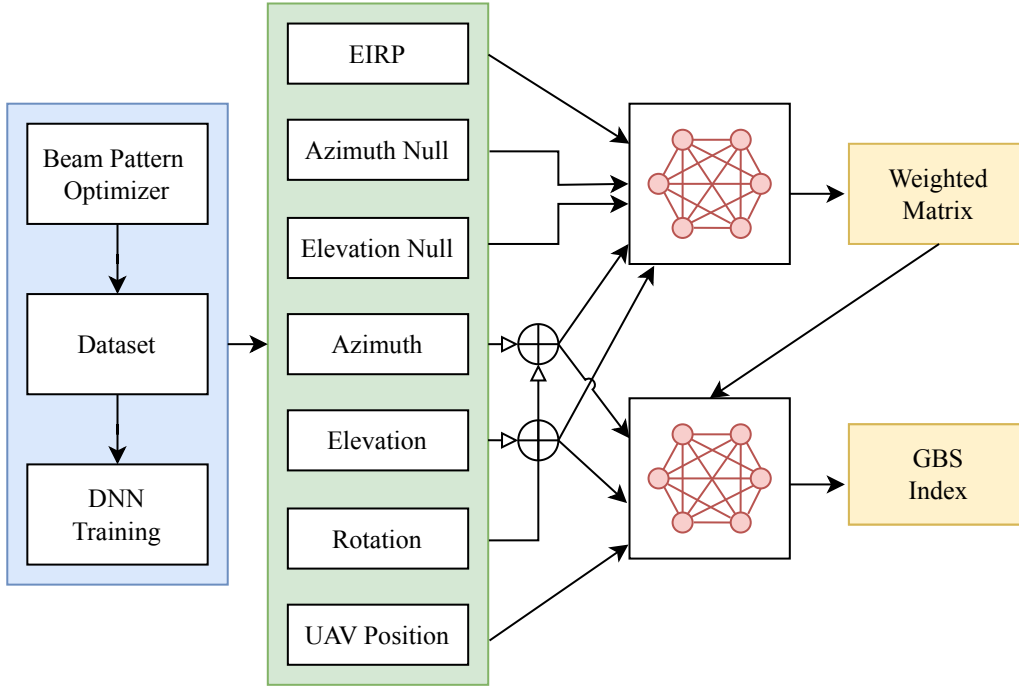 Beam Pattern
Optimizer
Dataset
DNN
Training
EIRP
Azimuth Null
Elevation Null
Azimuth
Elevation
Rotation
UAV Position
Weighted
Matrix
GBS
Index